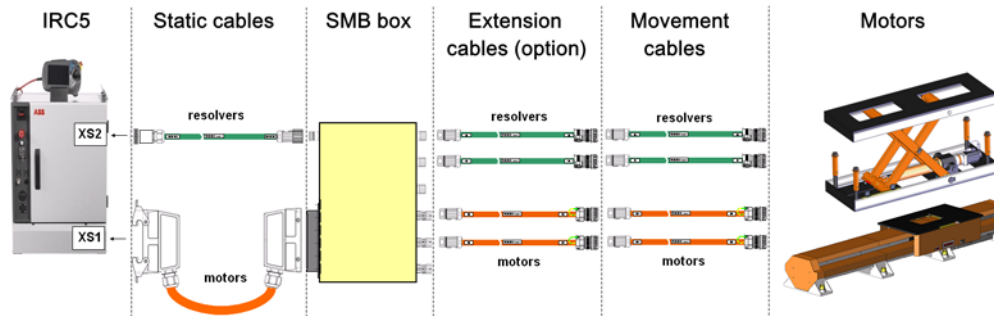 IRC5
Static cables
SMB box
Extension
cables (option)
Movement
cables
Motors
ABB
XS2
resolvers
resolvers
resolvers
XS1
motors
motors
motors